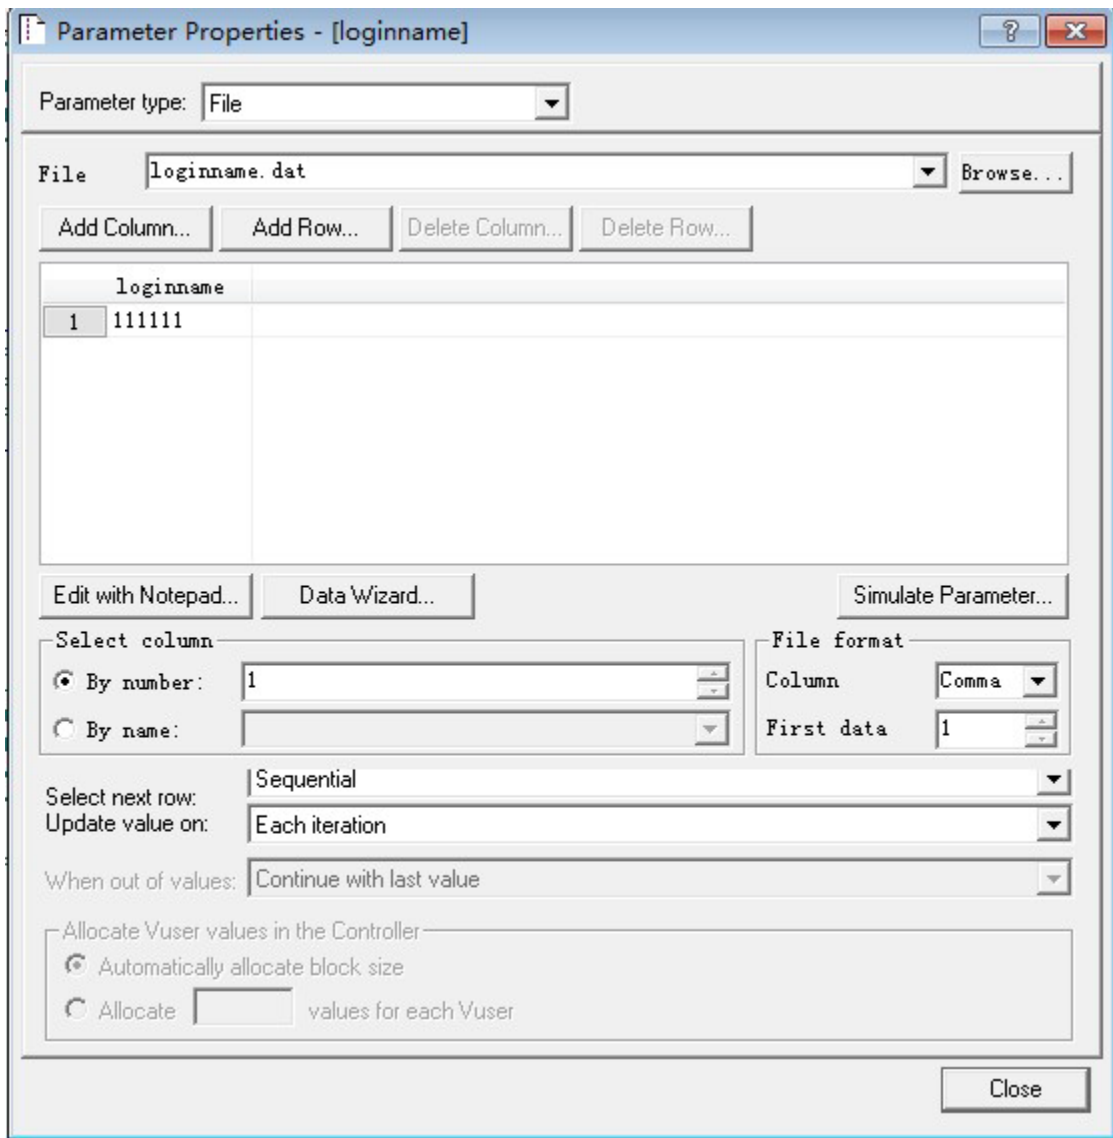 Parameter Properties - [loginname]
Parameter type: File
File loginname.dat Browse...
Add Column... Add Row... Delete Column... Delete Row...
loginname
1 111111
Edit with Notepad... Data Wizard... Simulate Parameter...
Select column File format
By number: 1 Column Comma
By name: First data 1
Select next row: Sequential
Update value on: Each iteration
When out of values: Continue with last value
Allocate Vuser values in the Controller
Automatically allocate block size
Allocate values for each Vuser
Close